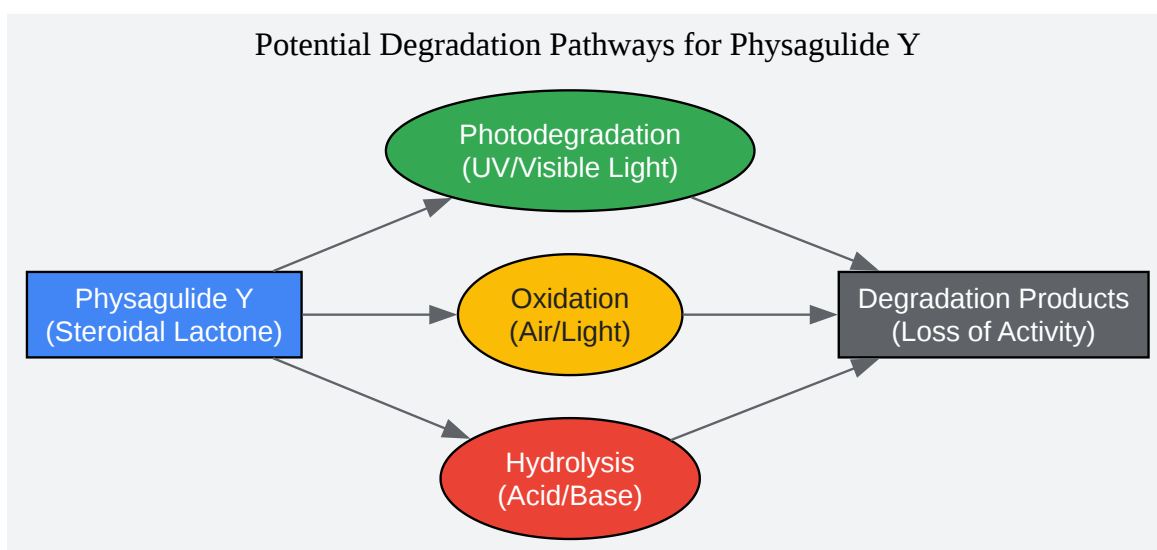 Potential Degradation Pathways for Physagulide Y
Photodegradation
(UV/Visible Light)
Physagulide Y
(Steroidal Lactone)
Oxidation
(Air/Light)
Degradation Products
(Loss of Activity)
Hydrolysis
(Acid/Base)